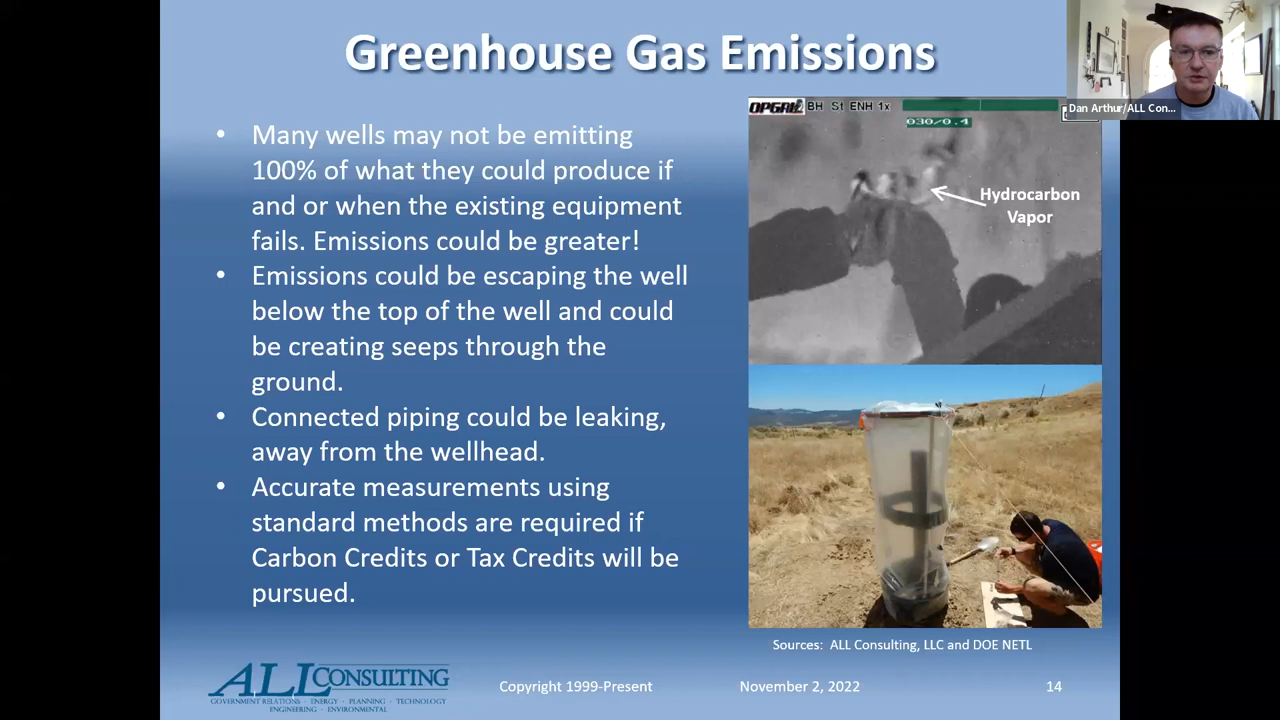 Greenhouse Gas Emissions
• Many wells may not be emitting
100% of what they could produce if
and or when the existing equipment
fails. Emissions could be greater!
• Emissions could be escaping the well
below the top of the well and could
be creating seeps through the
ground.
• Connected piping could be leaking,
away from the wellhead.
• Accurate measurements using
standard methods are required if
Carbon Credits or Tax Credits will be
pursued.
BH St ENH 1x
030/0.4
Hydrocarbon
Vapor
Dan Arthur/ALL Con...
Sources: ALL Consulting, LLC and DOE NETL
ALL CONSULTING
GOVERNMENT RELATIONS · ENERGY · PLANNING · TECHNOLOGY
ENGINEERING · ENVIRONMENTAL
Copyright 1999-Present
November 2, 2022
14